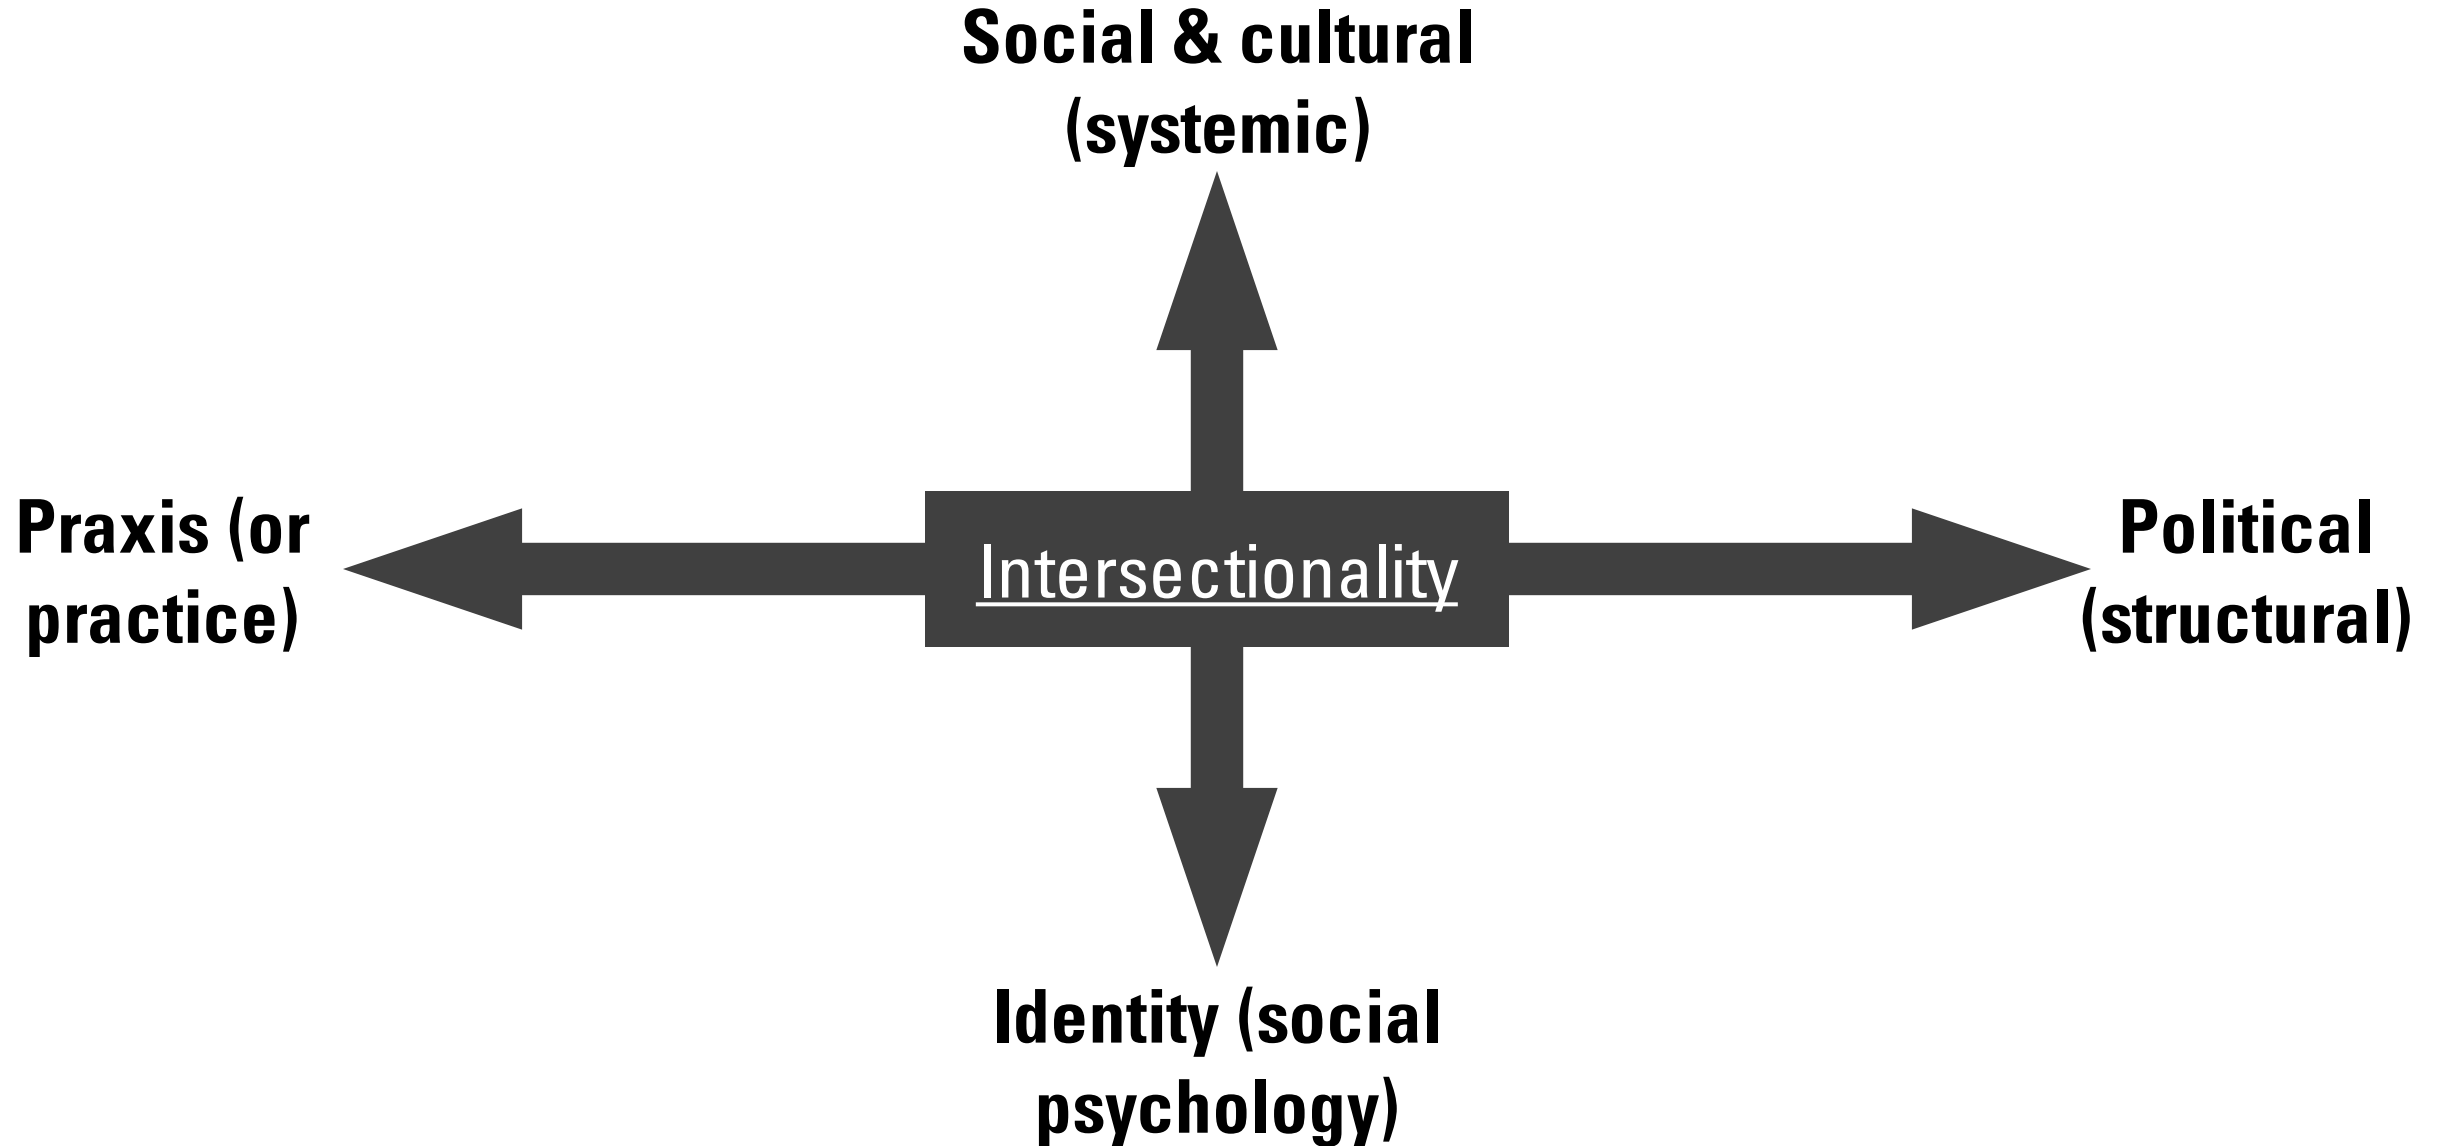 Social & cultural
(systemic)
Praxis (or
practice)
Intersectionality
Political
(structural)
Identity (social
psychology)